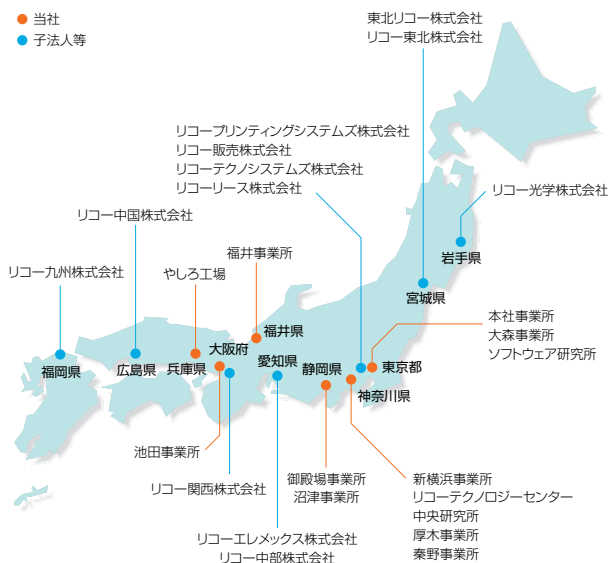 当社
子法人等
東北リコー株式会社
リコー東北株式会社
リコープリンティングシステムズ株式会社
リコー販売株式会社
リコーテクノシステムズ株式会社
リコーリース株式会社
リコー光学株式会社
リコー中国株式会社
福井事業所
岩手県
リコー九州株式会社
やしろ工場
宮城県
本社事業所
大森事業所
ソフトウェア研究所
福井県
大阪府
愛知県
静岡県
東京都
福岡県
広島県
兵庫県
神奈川県
池田事業所
リコー関西株式会社
御殿場事業所
沼津事業所
新横浜事業所
リコーテクノロジーセンター
中央研究所
厚木事業所
秦野事業所
リコーエレメックス株式会社
リコー中部株式会社